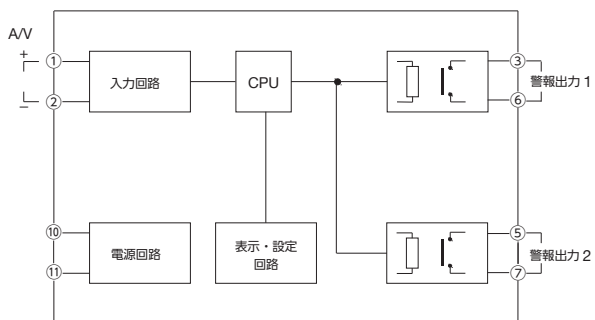 A/V
+
①
②
−
入力回路
CPU
③
⑥
警報出力 1
⑩
⑪
電源回路
表示・設定
回路
⑤
⑦
警報出力 2